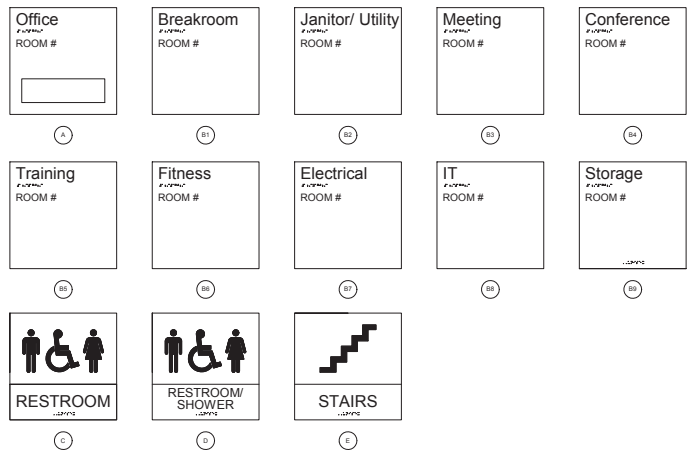 Office
ROOM #
Breakroom
ROOM #
Janitor/ Utility
ROOM #
Meeting
ROOM #
Conference
ROOM #
A
B1
B2
B3
B4
Training
ROOM #
Fitness
ROOM #
Electrical
ROOM #
IT
ROOM #
Storage
ROOM #
B5
B6
B7
B8
B9
RESTROOM
RESTROOM/
SHOWER
STAIRS
C
D
E